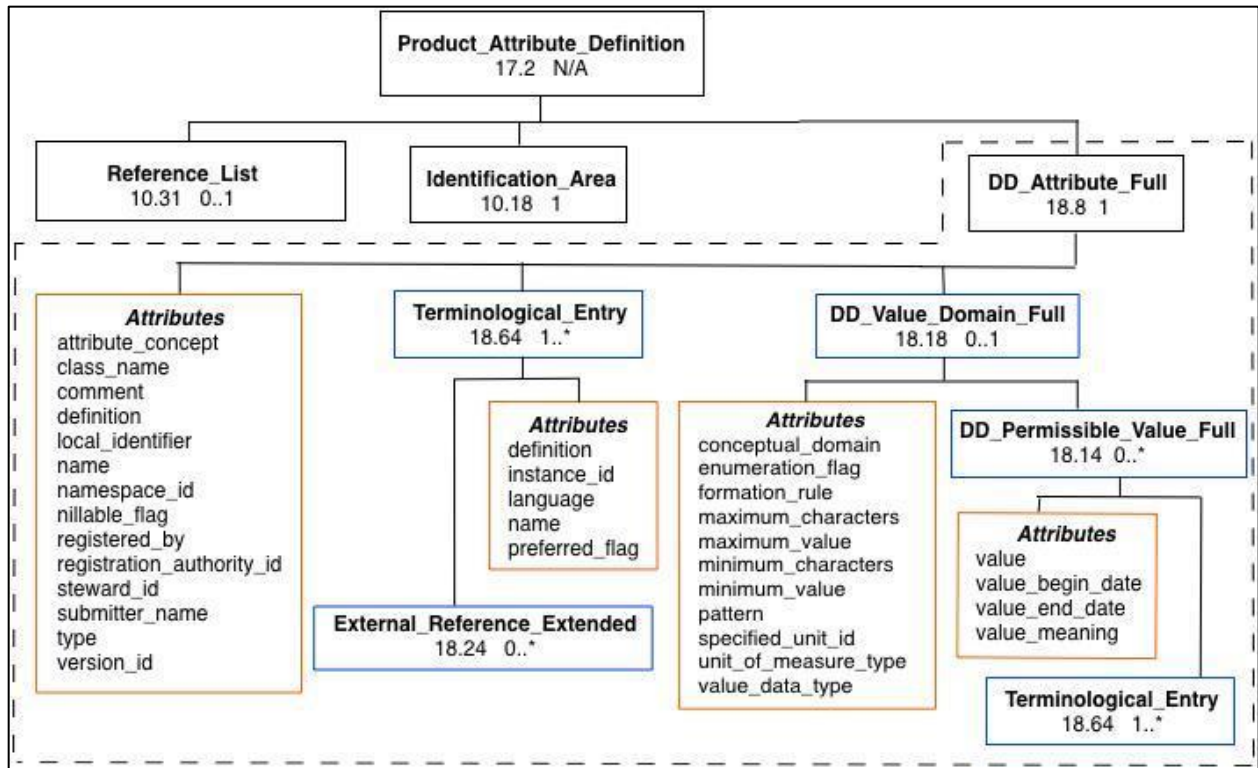 Product_Attribute_Definition
17.2 N/A
Reference_List
10.31 0..1
Identification_Area
10.18 1
DD_Attribute_Full
18.8 1
Attributes
attribute_concept
class_name
comment
definition
local_identifier
name
namespace_id
nillable_flag
registered_by
registration_authority_id
steward_id
submitter_name
type
version_id
Terminological_Entry
18.64 1..*
Attributes
definition
instance_id
language
name
preferred_flag
External_Reference_Extended
18.24 0..*
DD_Value_Domain_Full
18.18 0..1
Attributes
conceptual_domain
enumeration_flag
formation_rule
maximum_characters
maximum_value
minimum_characters
minimum_value
pattern
specified_unit_id
unit_of_measure_type
value_data_type
DD_Permissible_Value_Full
18.14 0..*
Attributes
value
value_begin_date
value_end_date
value_meaning
Terminological_Entry
18.64 1..*